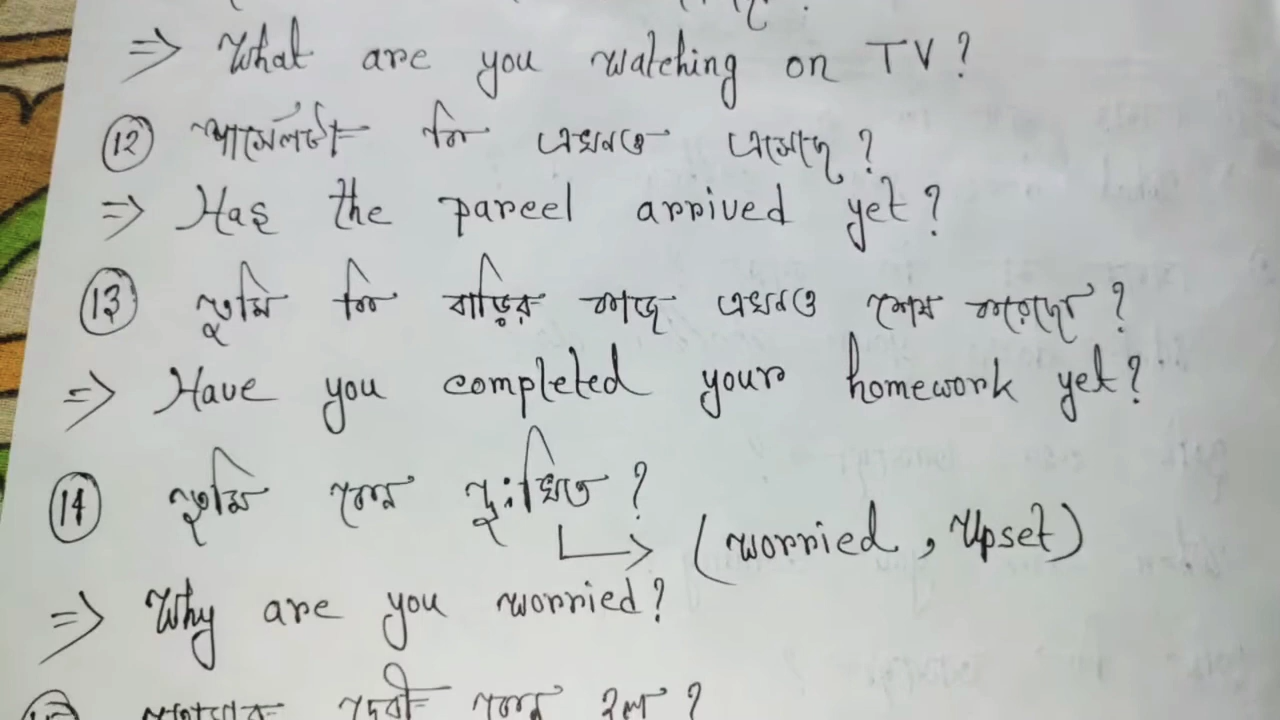 ⇒ What are you watching on TV?
(12) পার্সেলটা কি এখনও এসেছে?
⇒ Has the parcel arrived yet?
(13) তুমি কি বাড়ির কাজ এখনও শেষ করেছো?
⇒ Have you completed your homework yet?
(14) তুমি কেন দুঃখিত?
(worried, Upset)
⇒ Why are you worried?
দেরী কেন হল?